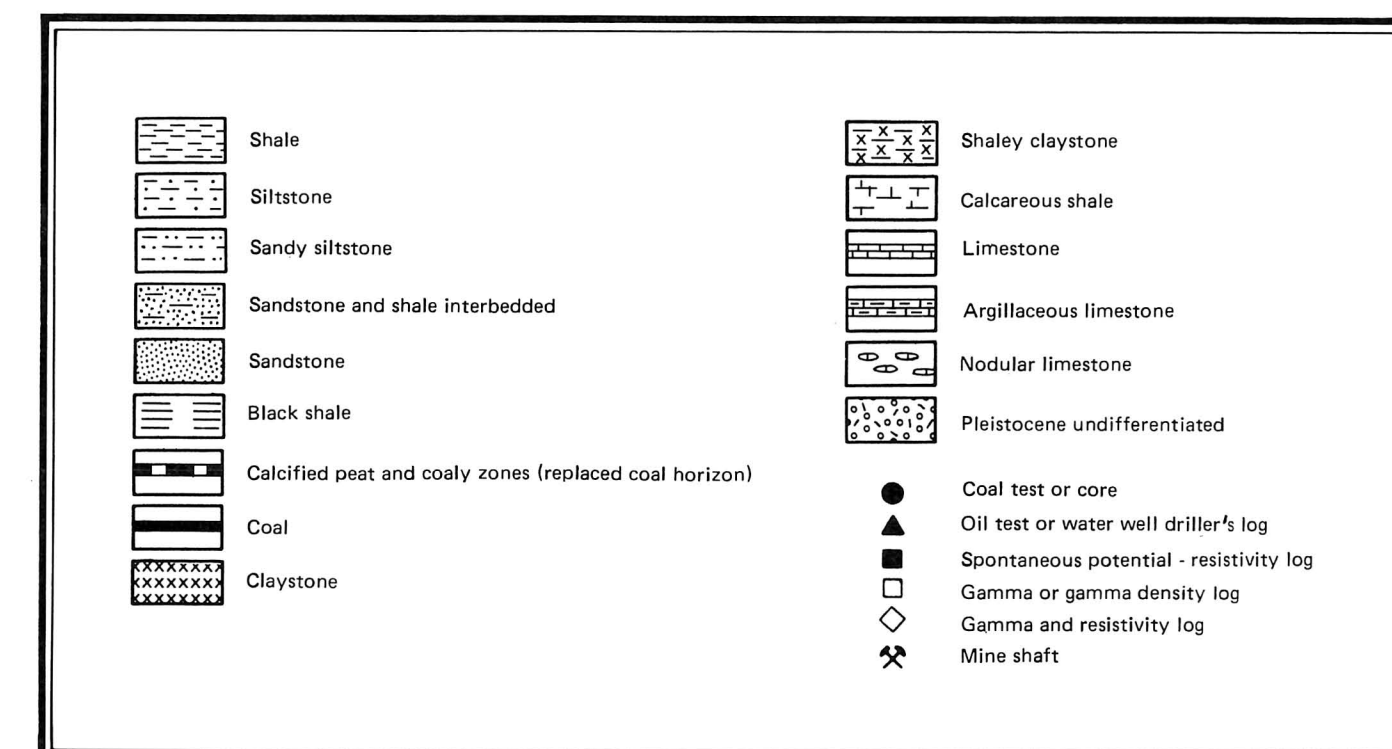 Shale
Siltstone
Sandy siltstone
Sandstone and shale interbedded
Sandstone
Black shale
Calcified peat and coaly zones (replaced coal horizon)
Coal
Claystone
Shaley claystone
Calcareous shale
Limestone
Argillaceous limestone
Nodular limestone
Pleistocene undifferentiated
Coal test or core
Oil test or water well driller's log
Spontaneous potential - resistivity log
Gamma or gamma density log
Gamma and resistivity log
Mine shaft